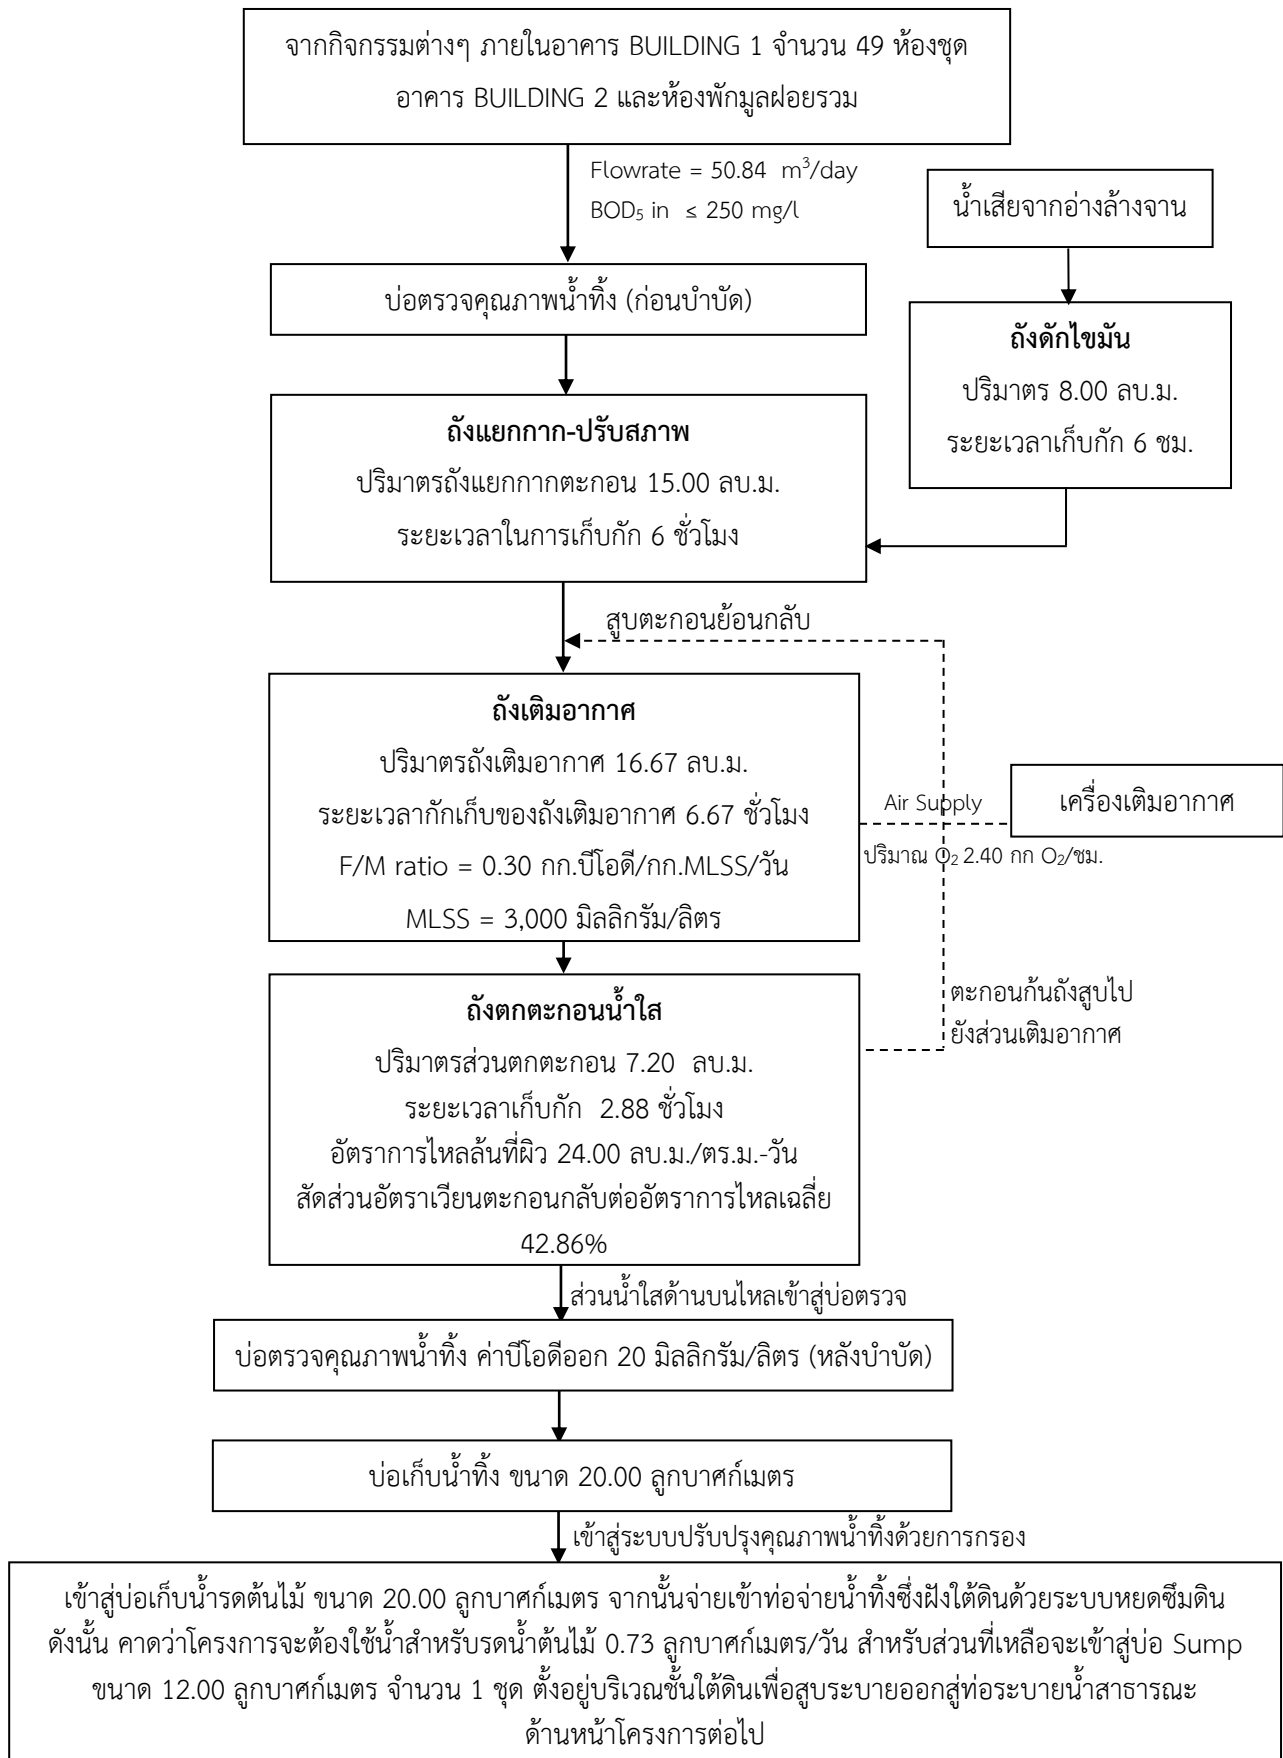 จากกิจกรรมต่างๆ ภายในอาคาร BUILDING 1 จำนวน 49 ห้องชุด
อาคาร BUILDING 2 และห้องพักมูลฝอยรวม
Flowrate = 50.84 m³/day
BOD₅ in ≤ 250 mg/l
น้ำเสียจากอ่างล้างจาน
บ่อตรวจคุณภาพน้ำทิ้ง (ก่อนบำบัด)
ถังดักไขมัน
ปริมาตร 8.00 ลบ.ม.
ระยะเวลาเก็บกัก 6 ชม.
ถังแยกกาก-ปรับสภาพ
ปริมาตรถังแยกกากตะกอน 15.00 ลบ.ม.
ระยะเวลาในการเก็บกัก 6 ชั่วโมง
สูบตะกอนย้อนกลับ
ถังเติมอากาศ
ปริมาตรถังเติมอากาศ 16.67 ลบ.ม.
ระยะเวลากักเก็บของถังเติมอากาศ 6.67 ชั่วโมง
F/M ratio = 0.30 กก.บีโอดี/กก.MLSS/วัน
MLSS = 3,000 มิลลิกรัม/ลิตร
Air Supply
ปริมาณ O₂ 2.40 กก O₂/ชม.
เครื่องเติมอากาศ
ถังตกตะกอนน้ำใส
ปริมาตรส่วนตกตะกอน 7.20 ลบ.ม.
ระยะเวลาเก็บกัก 2.88 ชั่วโมง
อัตราการไหลล้นที่ผิว 24.00 ลบ.ม./ตร.ม.-วัน
สัดส่วนอัตราเวียนตะกอนกลับต่ออัตราการไหลเฉลี่ย
42.86%
ตะกอนก้นถังสูบไป
ยังส่วนเติมอากาศ
ส่วนน้ำใสด้านบนไหลเข้าสู่บ่อตรวจ
บ่อตรวจคุณภาพน้ำทิ้ง ค่าบีโอดีออก 20 มิลลิกรัม/ลิตร (หลังบำบัด)
บ่อเก็บน้ำทิ้ง ขนาด 20.00 ลูกบาศก์เมตร
เข้าสู่ระบบปรับปรุงคุณภาพน้ำทิ้งด้วยการกรอง
เข้าสู่บ่อเก็บน้ำรดต้นไม้ ขนาด 20.00 ลูกบาศก์เมตร จากนั้นจ่ายเข้าท่อจ่ายน้ำทิ้งซึ่งฝังใต้ดินด้วยระบบหยดซึมดิน
ดังนั้น คาดว่าโครงการจะต้องใช้น้ำสำหรับรดน้ำต้นไม้ 0.73 ลูกบาศก์เมตร/วัน สำหรับส่วนที่เหลือจะเข้าสู่บ่อ Sump
ขนาด 12.00 ลูกบาศก์เมตร จำนวน 1 ชุด ตั้งอยู่บริเวณชั้นใต้ดินเพื่อสูบระบายออกสู่ท่อระบายน้ำสาธารณะ
ด้านหน้าโครงการต่อไป